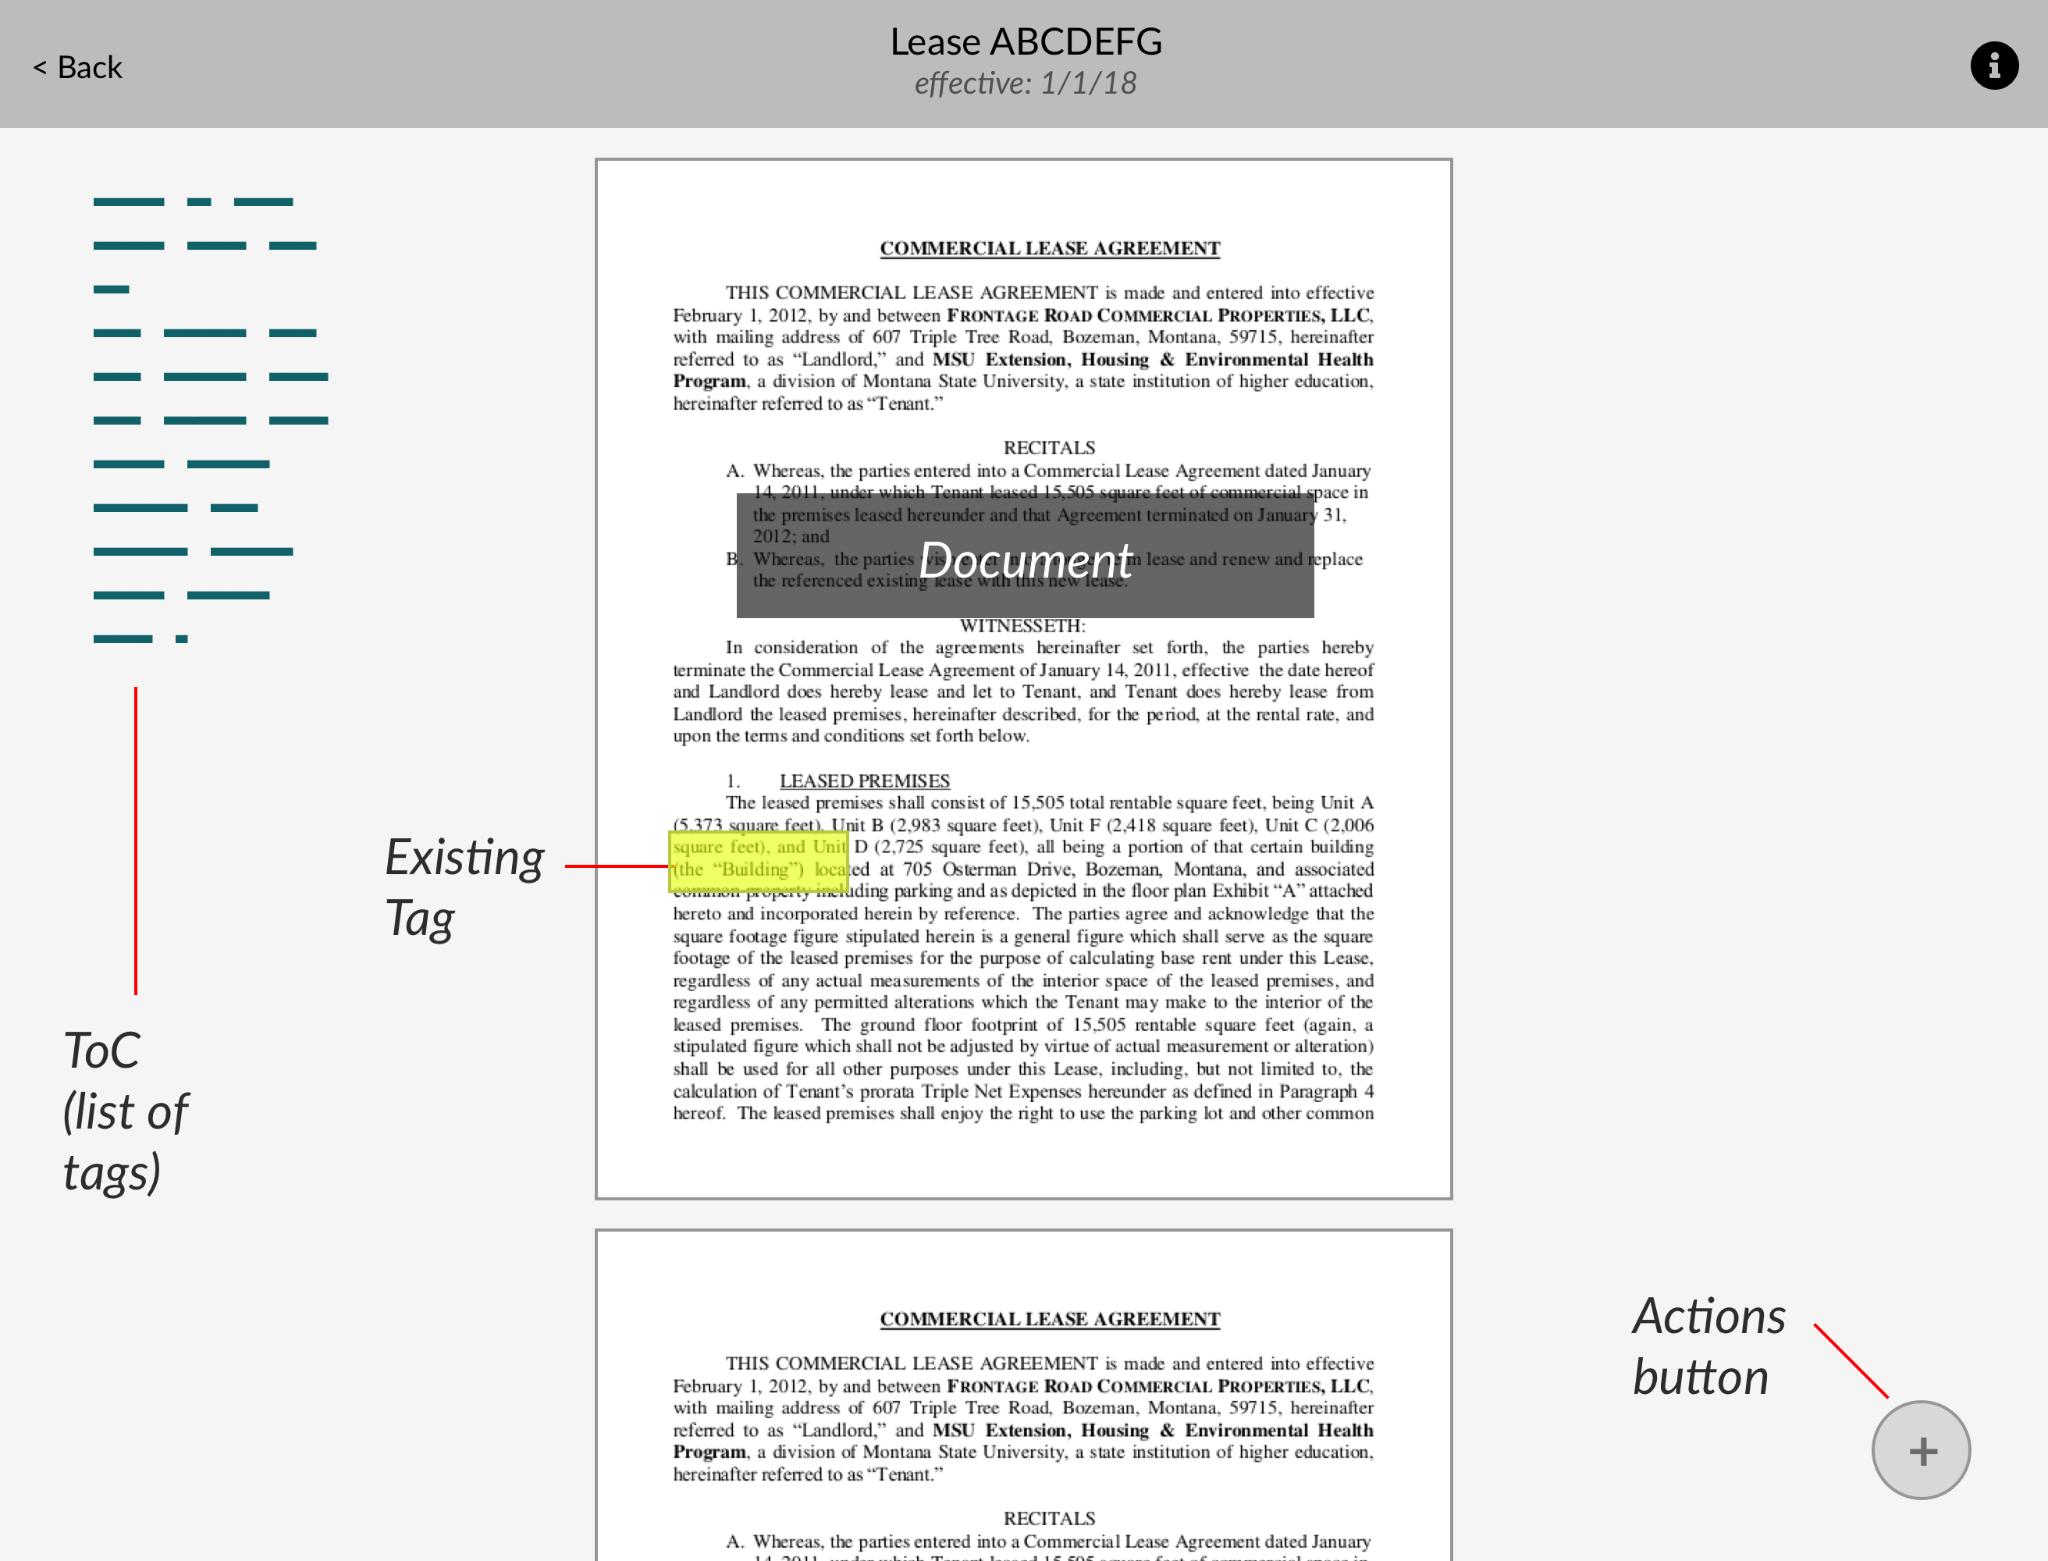 < Back
Lease ABCDEFG
effective: 1/1/18
ToC
(list of
tags)
Existing
Tag
COMMERCIAL LEASE AGREEMENT
THIS COMMERCIAL LEASE AGREEMENT is made and entered into effective
February 1, 2012, by and between FRONTAGE ROAD COMMERCIAL PROPERTIES, LLC,
with mailing address of 607 Triple Tree Road, Bozeman, Montana, 59715, hereinafter
referred to as “Landlord,” and MSU Extension, Housing & Environmental Health
Program, a division of Montana State University, a state institution of higher education,
hereinafter referred to as “Tenant.”
RECITALS
A. Whereas, the parties entered into a Commercial Lease Agreement dated January
14, 2011, under which Tenant leased 15,505 square feet of commercial space in
the premises leased hereunder and that Agreement terminated on January 31,
2012; and
B. Whereas, the parties lease and renew and replace
the referenced existing lease with this new lease.
Document
WITNESSETH:
In consideration of the agreements hereinafter set forth, the parties hereby
terminate the Commercial Lease Agreement of January 14, 2011, effective the date hereof
and Landlord does hereby lease and let to Tenant, and Tenant does hereby lease from
Landlord the leased premises, hereinafter described, for the period, at the rental rate, and
upon the terms and conditions set forth below.
1. LEASED PREMISES
The leased premises shall consist of 15,505 total rentable square feet, being Unit A
(5,373 square feet), Unit B (2,983 square feet), Unit F (2,418 square feet), Unit C (2,006
square feet), and Unit D (2,725 square feet), all being a portion of that certain building
(the “Building”) located at 705 Osterman Drive, Bozeman, Montana, and associated
common property including parking and as depicted in the floor plan Exhibit “A” attached
hereto and incorporated herein by reference. The parties agree and acknowledge that the
square footage figure stipulated herein is a general figure which shall serve as the square
footage of the leased premises for the purpose of calculating base rent under this Lease,
regardless of any actual measurements of the interior space of the leased premises, and
regardless of any permitted alterations which the Tenant may make to the interior of the
leased premises. The ground floor footprint of 15,505 rentable square feet (again, a
stipulated figure which shall not be adjusted by virtue of actual measurement or alteration)
shall be used for all other purposes under this Lease, including, but not limited to, the
calculation of Tenant’s prorata Triple Net Expenses hereunder as defined in Paragraph 4
hereof. The leased premises shall enjoy the right to use the parking lot and other common
COMMERCIAL LEASE AGREEMENT
THIS COMMERCIAL LEASE AGREEMENT is made and entered into effective
February 1, 2012, by and between FRONTAGE ROAD COMMERCIAL PROPERTIES, LLC,
with mailing address of 607 Triple Tree Road, Bozeman, Montana, 59715, hereinafter
referred to as “Landlord,” and MSU Extension, Housing & Environmental Health
Program, a division of Montana State University, a state institution of higher education,
hereinafter referred to as “Tenant.”
RECITALS
A. Whereas, the parties entered into a Commercial Lease Agreement dated January
14, 2011, under which Tenant leased 15,505 square feet of commercial space in
Actions
button
+